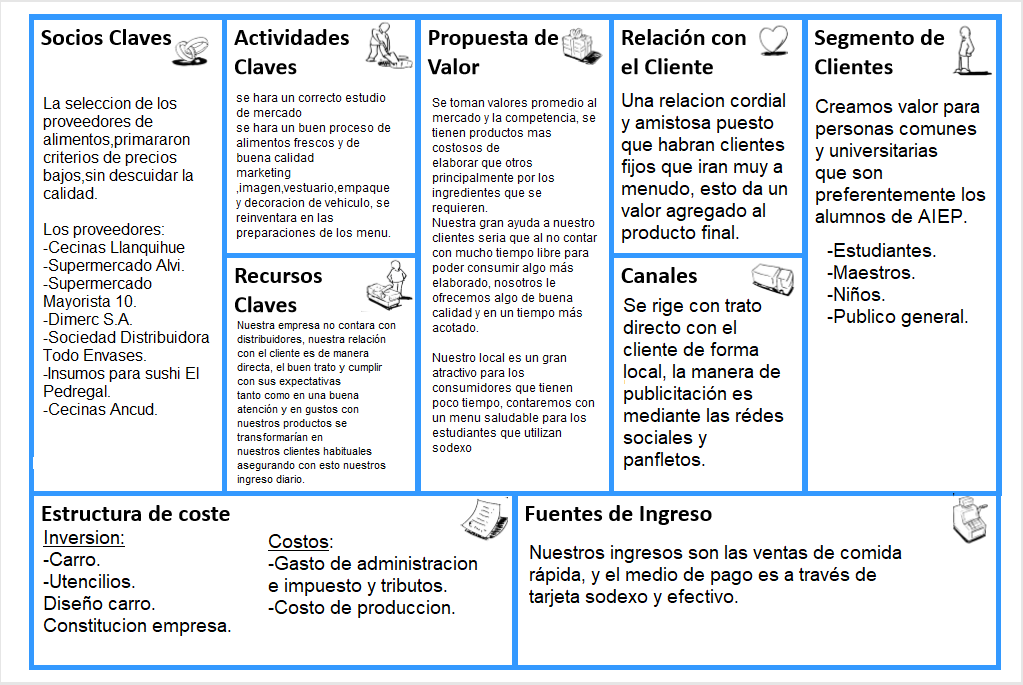 Socios Claves
La seleccion de los
proveedores de
alimentos,primararon
criterios de precios
bajos,sin descuidar la
calidad.
Los proveedores:
-Cecinas Llanquihue
-Supermercado Alvi.
-Supermercado
Mayorista 10.
-Dimerc S.A.
-Sociedad Distribuidora
Todo Envases.
-Insumos para sushi El
Pedregal.
-Cecinas Ancud.
Actividades
Claves
se hara un correcto estudio
de mercado
se hara un buen proceso de
alimentos frescos y de
buena calidad
marketing
,imagen,vestuario,empaque
y decoracion de vehiculo, se
reinventara en las
preparaciones de los menu.
Recursos
Claves
Nuestra empresa no contara con
distribuidores, nuestra relación
con el cliente es de manera
directa, el buen trato y cumplir
con sus expectativas
tanto como en una buena
atención y en gustos con
nuestros productos se
transformarían en
nuestros clientes habituales
asegurando con esto nuestros
ingreso diario.
Propuesta de
Valor
Se toman valores promedio al
mercado y la competencia, se
tienen productos mas
costosos de
elaborar que otros
principalmente por los
ingredientes que se
requieren.
Nuestra gran ayuda a nuestro
clientes seria que al no contar
con mucho tiempo libre para
poder consumir algo más
elaborado, nosotros le
ofrecemos algo de buena
calidad y en un tiempo más
acotado.
Nuestro local es un gran
atractivo para los
consumidores que tienen
poco tiempo, contaremos con
un menu saludable para los
estudiantes que utilizan
sodexo
Relación con
el Cliente
Una relacion cordial
y amistosa puesto
que habran clientes
fijos que iran muy a
menudo, esto da un
valor agregado al
producto final.
Canales
Se rige con trato
directo con el
cliente de forma
local, la manera de
publicitación es
mediante las rédes
sociales y
panfletos.
Segmento de
Clientes
Creamos valor para
personas comunes
y universitarias
que son
preferentemente los
alumnos de AIEP.
-Estudiantes.
-Maestros.
-Niños.
-Publico general.
Estructura de coste
Inversion:
-Carro.
-Utencilios.
Diseño carro.
Constitucion empresa.
Costos:
-Gasto de administracion
e impuesto y tributos.
-Costo de produccion.
Fuentes de Ingreso
Nuestros ingresos son las ventas de comida
rápida, y el medio de pago es a través de
tarjeta sodexo y efectivo.